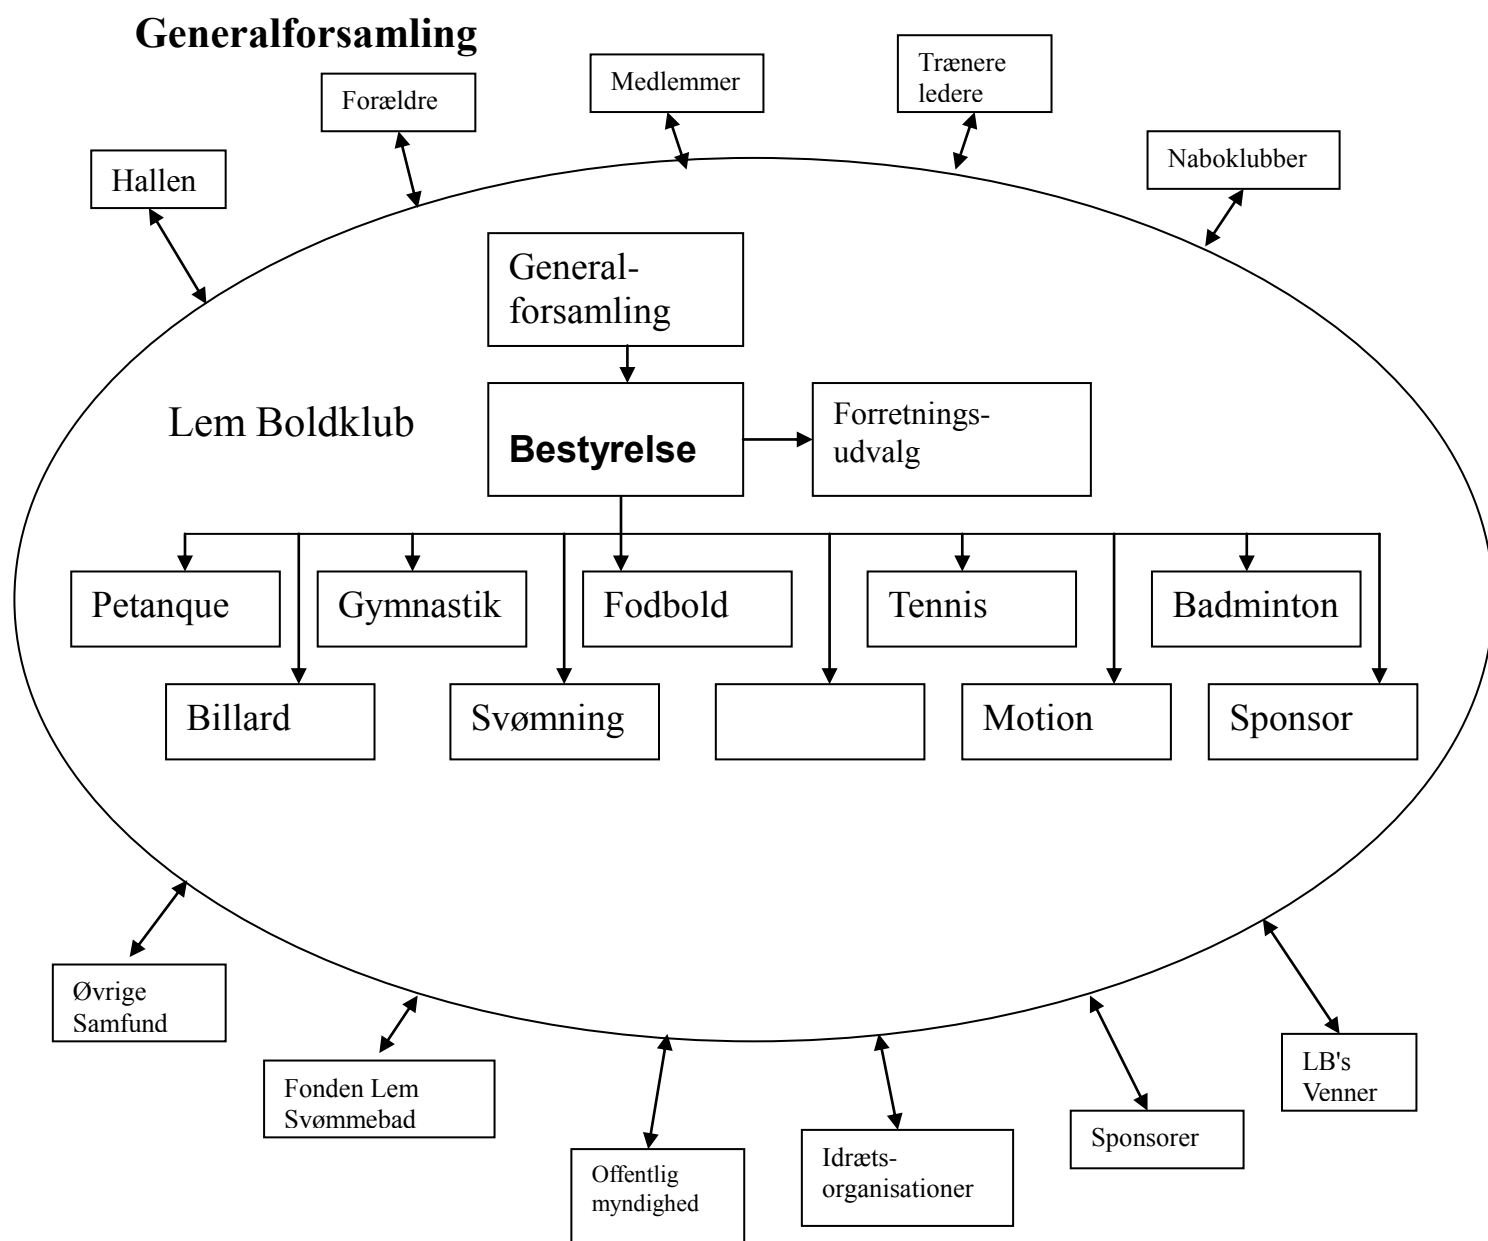 Generalforsamling
Forældre
Medlemmer
Trænere
ledere
Hallen
Naboklubber
General-
forsamling
Lem Boldklub
Bestyrelse
Forretnings-
udvalg
Petanque
Gymnastik
Fodbold
Tennis
Badminton
Billard
Svømning
Motion
Sponsor
Øvrige
Samfund
Fonden Lem
Svømmebad
Offentlig
myndighed
Idræts-
organisationer
Sponsorer
LB's
Venner